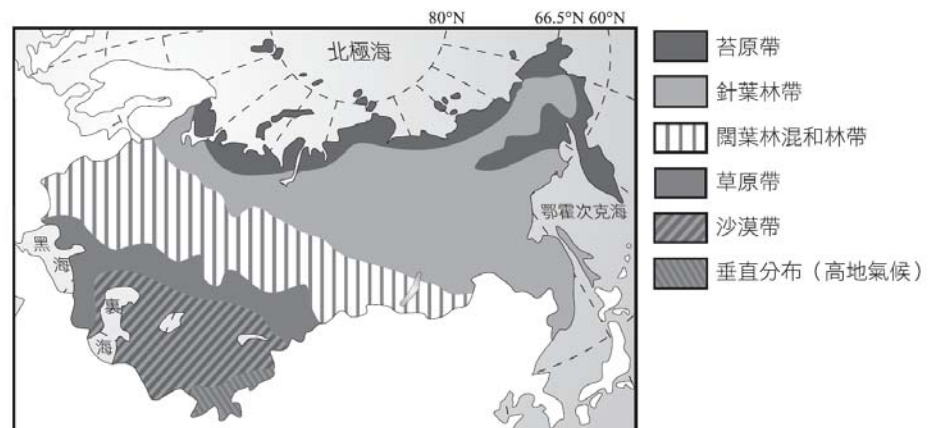 80°N 66.5°N 60°N
北極海
鄂霍次克海
黑海
裏海
苔原帶
針葉林帶
闊葉林混和林帶
草原帶
沙漠帶
垂直分布（高地氣候）